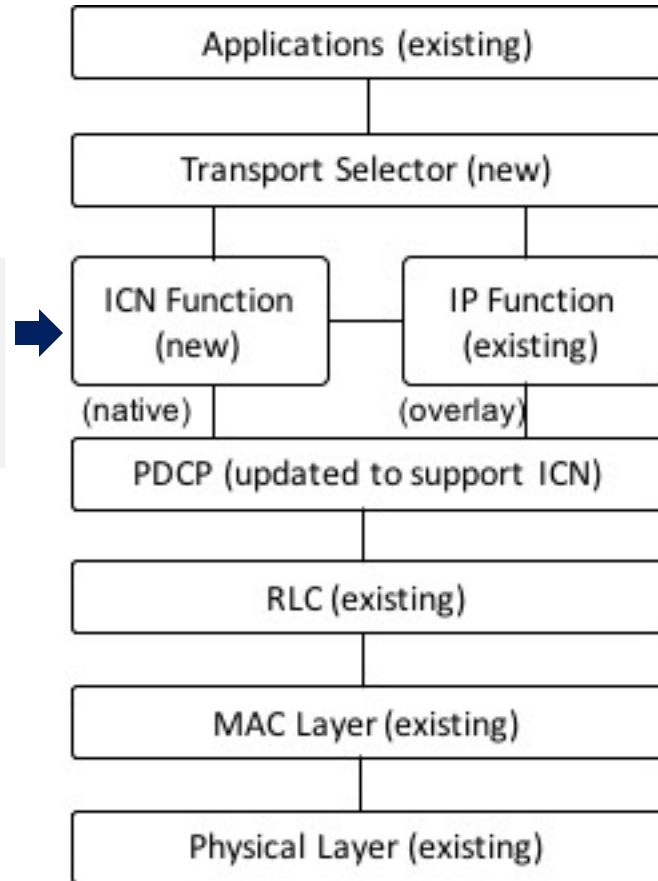 Applications (existing)
Transport Selector (new)
ICN Function
(new)
IP Function
(existing)
(native)
(overlay)
PDCP (updated to support ICN)
RLC (existing)
MAC Layer (existing)
Physical Layer (existing)